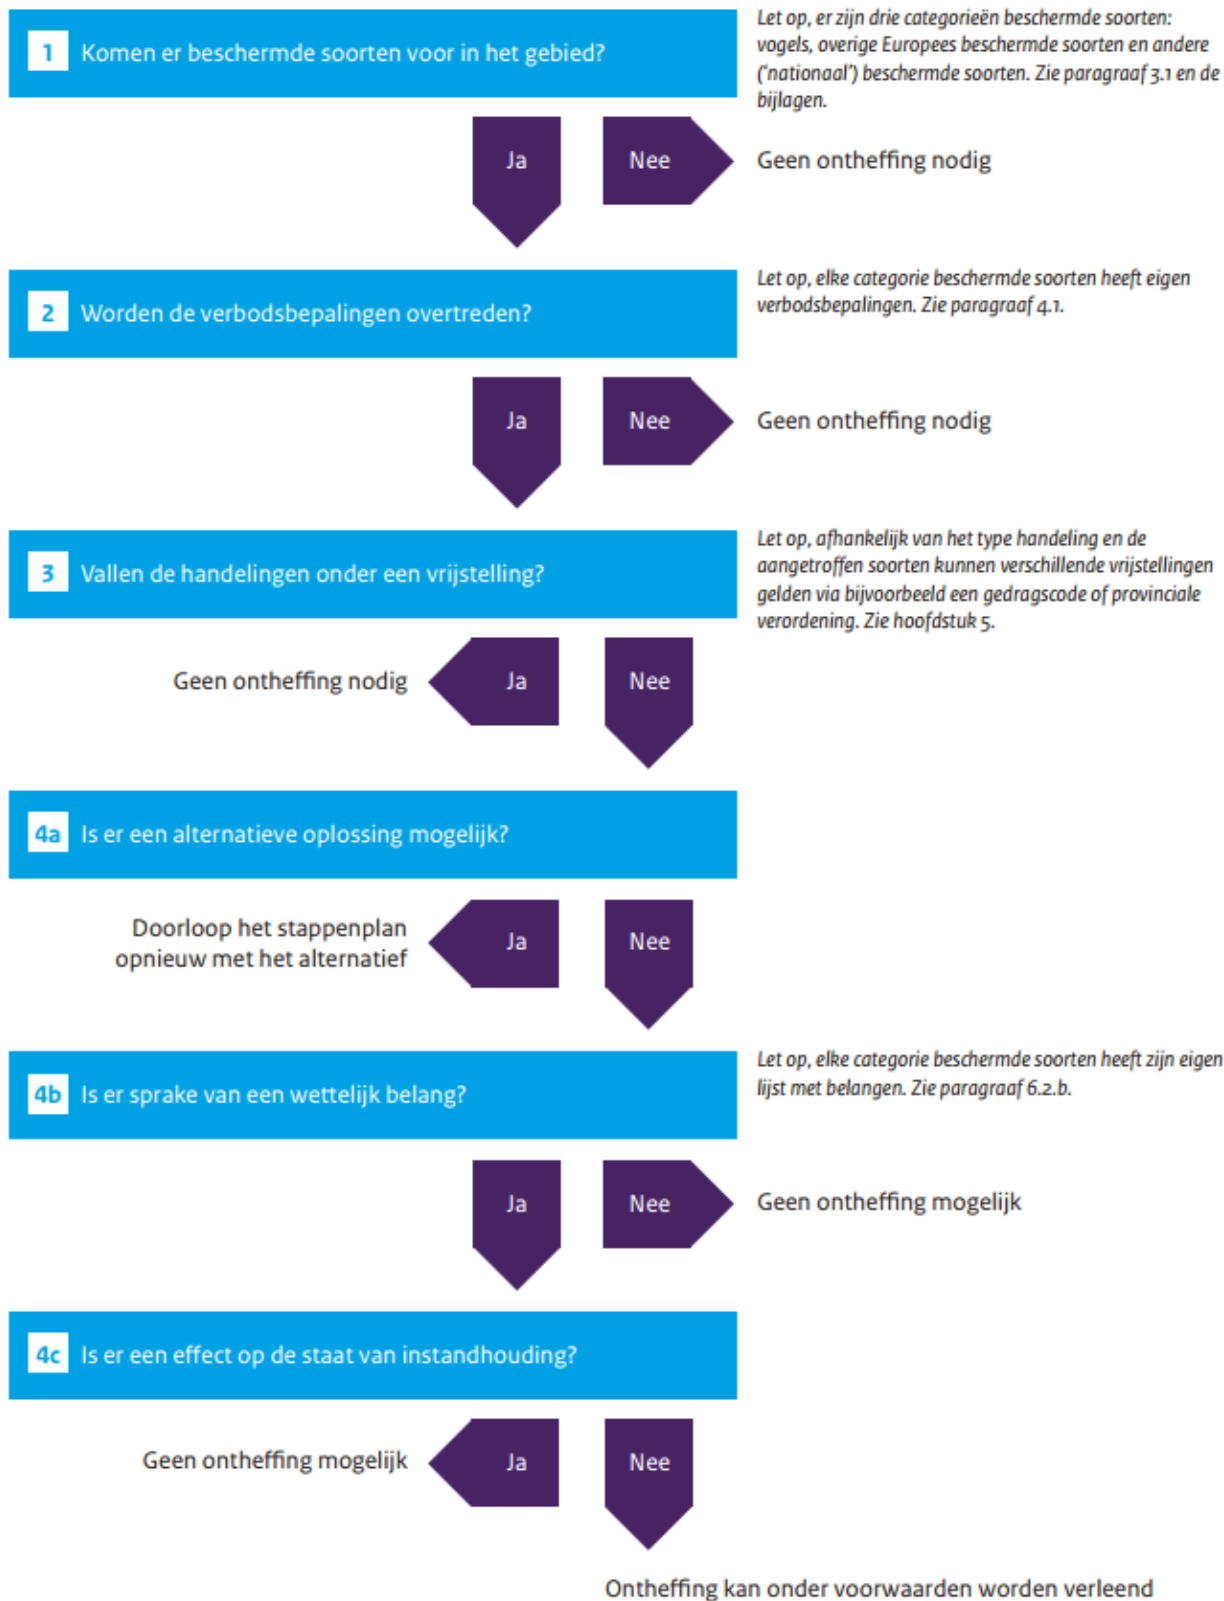 1 Komen er beschermde soorten voor in het gebied?
Let op, er zijn drie categorieën beschermde soorten:
vogels, overige Europees beschermde soorten en andere
(‘nationaal’) beschermde soorten. Zie paragraaf 3.1 en de
bijlagen.
Ja
Nee
Geen ontheffing nodig
2 Worden de verbodsbepalingen overtreden?
Let op, elke categorie beschermde soorten heeft eigen
verbodsbepalingen. Zie paragraaf 4.1.
Ja
Nee
Geen ontheffing nodig
3 Vallen de handelingen onder een vrijstelling?
Let op, afhankelijk van het type handeling en de
aangetroffen soorten kunnen verschillende vrijstellingen
gelden via bijvoorbeeld een gedragscode of provinciale
verordening. Zie hoofdstuk 5.
Geen ontheffing nodig
Ja
Nee
4a Is er een alternatieve oplossing mogelijk?
Doorloop het stappenplan
opnieuw met het alternatief
Ja
Nee
4b Is er sprake van een wettelijk belang?
Let op, elke categorie beschermde soorten heeft zijn eigen
lijst met belangen. Zie paragraaf 6.2.b.
Ja
Nee
Geen ontheffing mogelijk
4c Is er een effect op de staat van instandhouding?
Geen ontheffing mogelijk
Ja
Nee
Ontheffing kan onder voorwaarden worden verleend